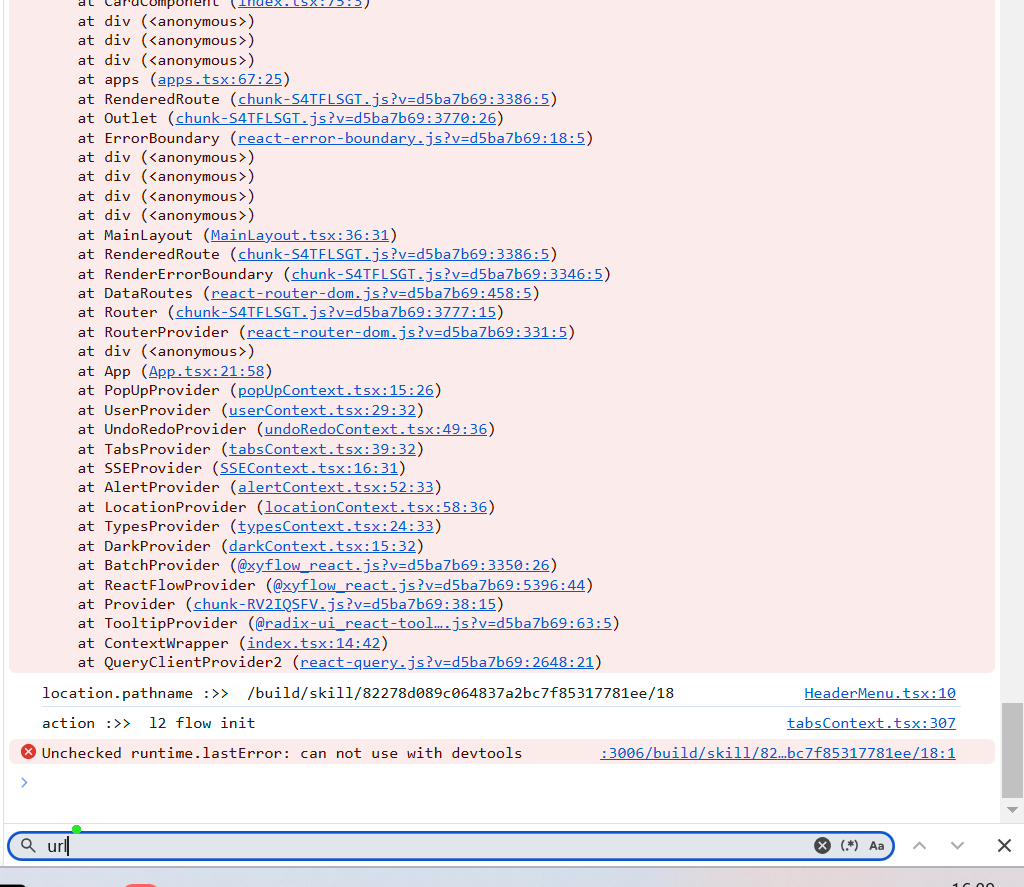 at CardComponent (index.tsx:75:3)
at div (<anonymous>)
at div (<anonymous>)
at div (<anonymous>)
at apps (apps.tsx:67:25)
at RenderedRoute (chunk-S4TFLSGT.js?v=d5ba7b69:3386:5)
at Outlet (chunk-S4TFLSGT.js?v=d5ba7b69:3770:26)
at ErrorBoundary (react-error-boundary.js?v=d5ba7b69:18:5)
at div (<anonymous>)
at div (<anonymous>)
at div (<anonymous>)
at div (<anonymous>)
at MainLayout (MainLayout.tsx:36:31)
at RenderedRoute (chunk-S4TFLSGT.js?v=d5ba7b69:3386:5)
at RenderErrorBoundary (chunk-S4TFLSGT.js?v=d5ba7b69:3346:5)
at DataRoutes (react-router-dom.js?v=d5ba7b69:458:5)
at Router (chunk-S4TFLSGT.js?v=d5ba7b69:3777:15)
at RouterProvider (react-router-dom.js?v=d5ba7b69:331:5)
at div (<anonymous>)
at App (App.tsx:21:58)
at PopUpProvider (popUpContext.tsx:15:26)
at UserProvider (userContext.tsx:29:32)
at UndoRedoProvider (undoRedoContext.tsx:49:36)
at TabsProvider (tabsContext.tsx:39:32)
at SSEProvider (SSEContext.tsx:16:31)
at AlertProvider (alertContext.tsx:52:33)
at LocationProvider (locationContext.tsx:58:36)
at TypesProvider (typesContext.tsx:24:33)
at DarkProvider (darkContext.tsx:15:32)
at BatchProvider (@xyflow_react.js?v=d5ba7b69:3350:26)
at ReactFlowProvider (@xyflow_react.js?v=d5ba7b69:5396:44)
at Provider (chunk-RV2IQSFV.js?v=d5ba7b69:38:15)
at TooltipProvider (@radix-ui_react-tool….js?v=d5ba7b69:63:5)
at ContextWrapper (index.tsx:14:42)
at QueryClientProvider2 (react-query.js?v=d5ba7b69:2648:21)
location.pathname :>> /build/skill/82278d089c064837a2bc7f85317781ee/18 HeaderMenu.tsx:10
action :>> l2 flow init tabsContext.tsx:307
Unchecked runtime.lastError: can not use with devtools :3006/build/skill/82…bc7f85317781ee/18:1
url (.*) Aa